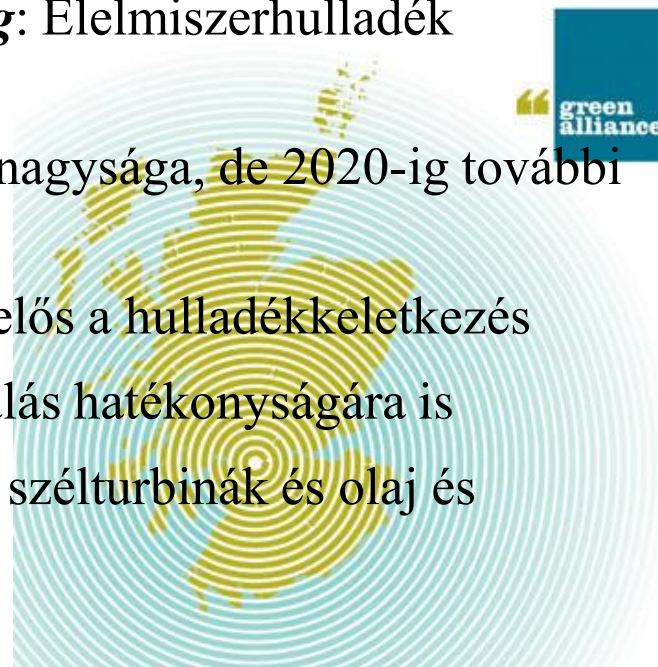 g: Élelmiszerhulladék
green
alliance
nagysága, de 2020-ig további
elős a hulladékkeletkezés
lás hatékonyságára is
szélturbinák és olaj és